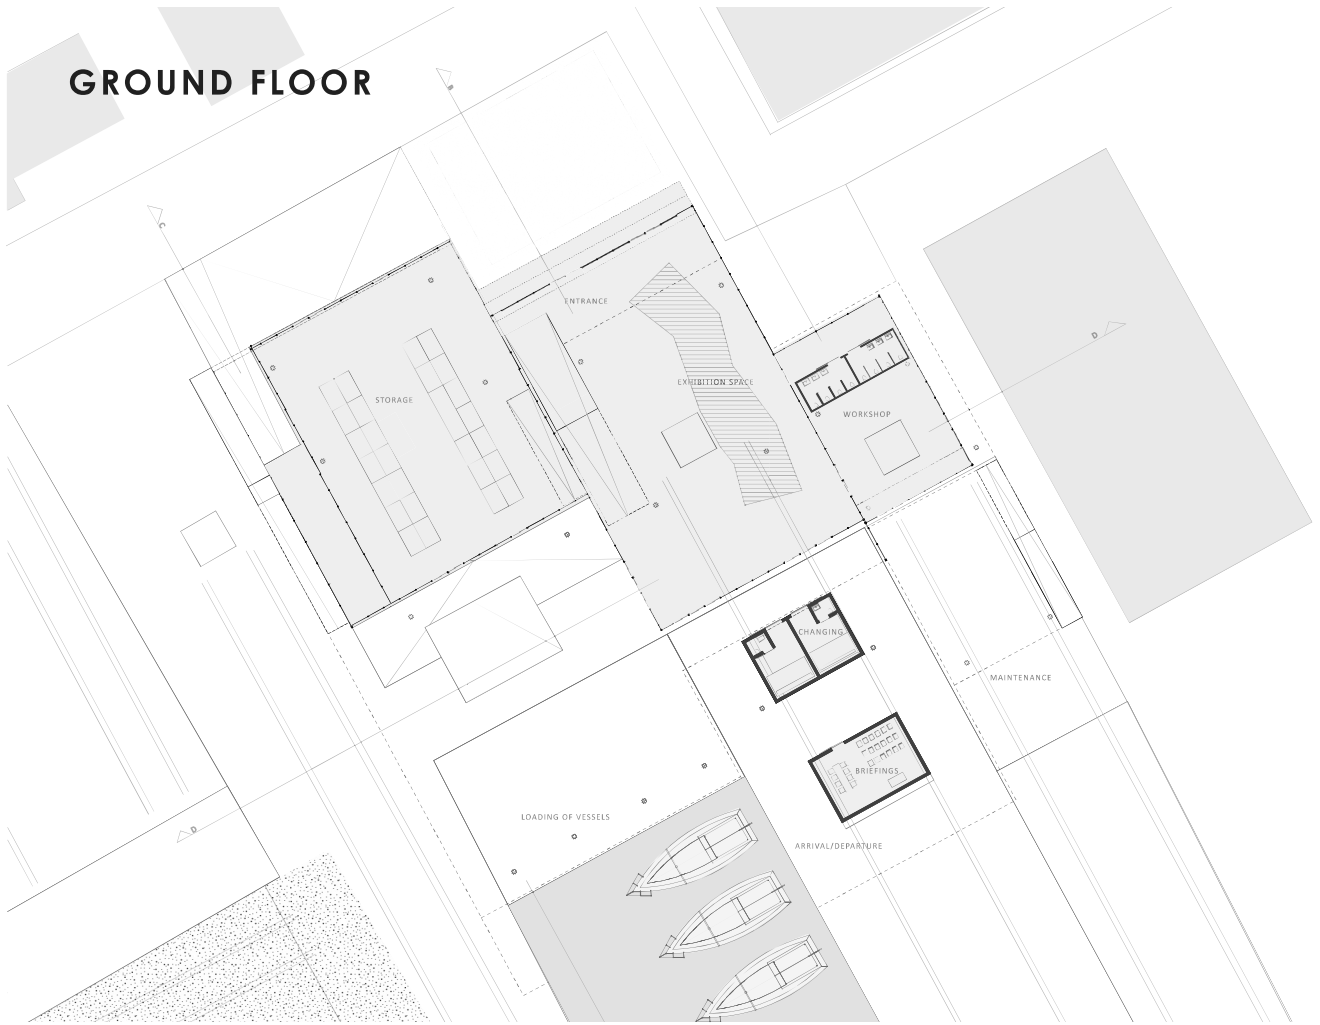 GROUND FLOOR
B
C
ENTRANCE
D
EXHIBITION SPACE
STORAGE
WORKSHOP
CHANGING
MAINTENANCE
BRIEFINGS
LOADING OF VESSELS
D
ARRIVAL/DEPARTURE